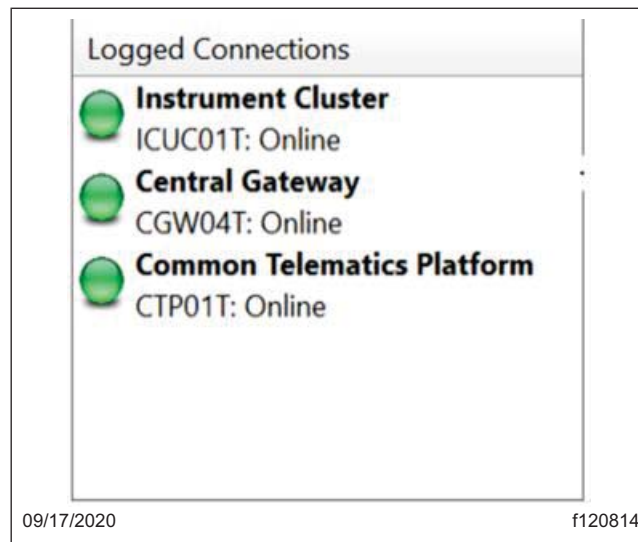 Logged Connections
Instrument Cluster
ICUC01T: Online
Central Gateway
CGW04T: Online
Common Telematics Platform
CTP01T: Online
09/17/2020
f120814